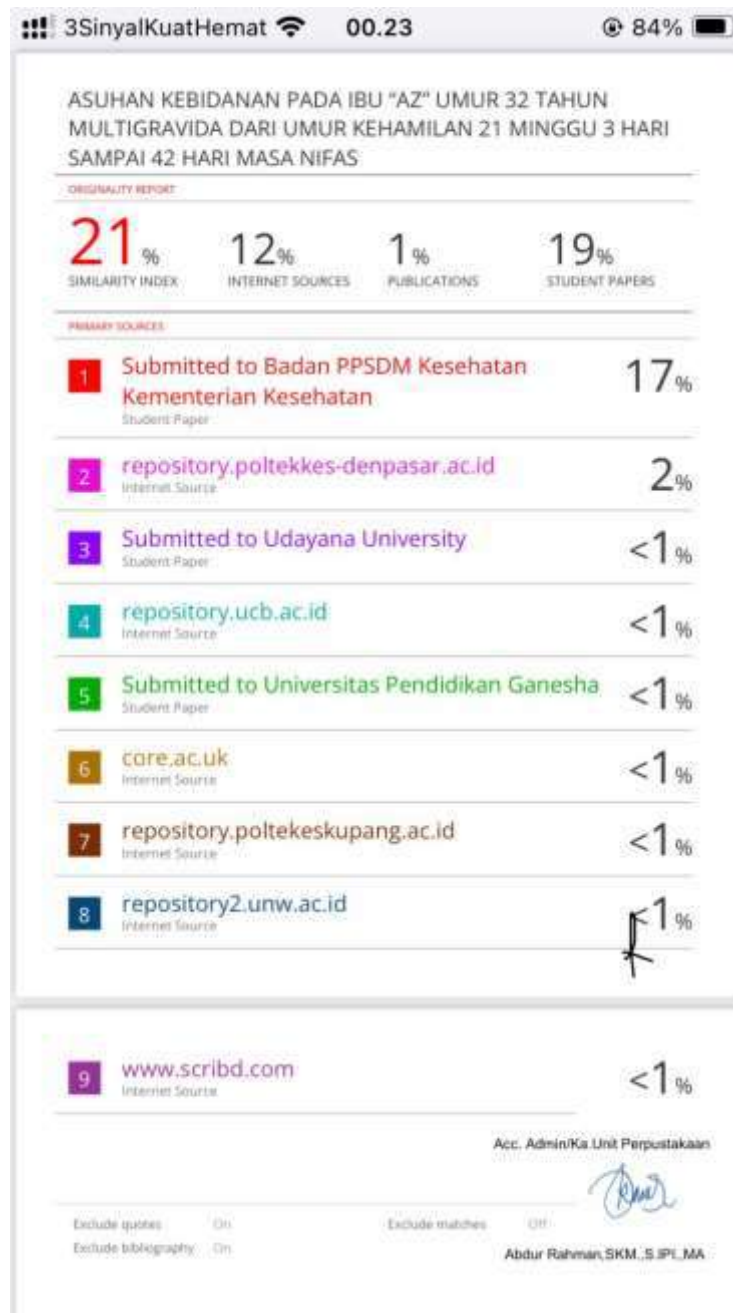 3SinyalKuatHemat 00.23 84%
ASUHAN KEBIDANAN PADA IBU "AZ" UMUR 32 TAHUN
MULTIGRAVIDA DARI UMUR KEHAMILAN 21 MINGGU 3 HARI
SAMPAI 42 HARI MASA NIFAS
ORIGINALITY REPORT
21% 12% 1% 19%
SIMILARITY INDEX INTERNET SOURCES PUBLICATIONS STUDENT PAPERS
PRIMARY SOURCES
1 Submitted to Badan PPSDM Kesehatan 17%
Kementerian Kesehatan
Student Paper
2 repository.poltekkes-denpasar.ac.id 2%
Internet Source
3 Submitted to Udayana University <1%
Student Paper
4 repository.ucb.ac.id <1%
Internet Source
5 Submitted to Universitas Pendidikan Ganesha <1%
Student Paper
6 core.ac.uk <1%
Internet Source
7 repository.poltekeskupang.ac.id <1%
Internet Source
8 repository2.unw.ac.id <1%
Internet Source
9 www.scribd.com <1%
Internet Source
Acc. Admin/Ka.Unit Perpustakaan
Exclude quotes On Exclude matches Off
Exclude bibliography On
Abdur Rahman,SKM.,S.IPI.,MA